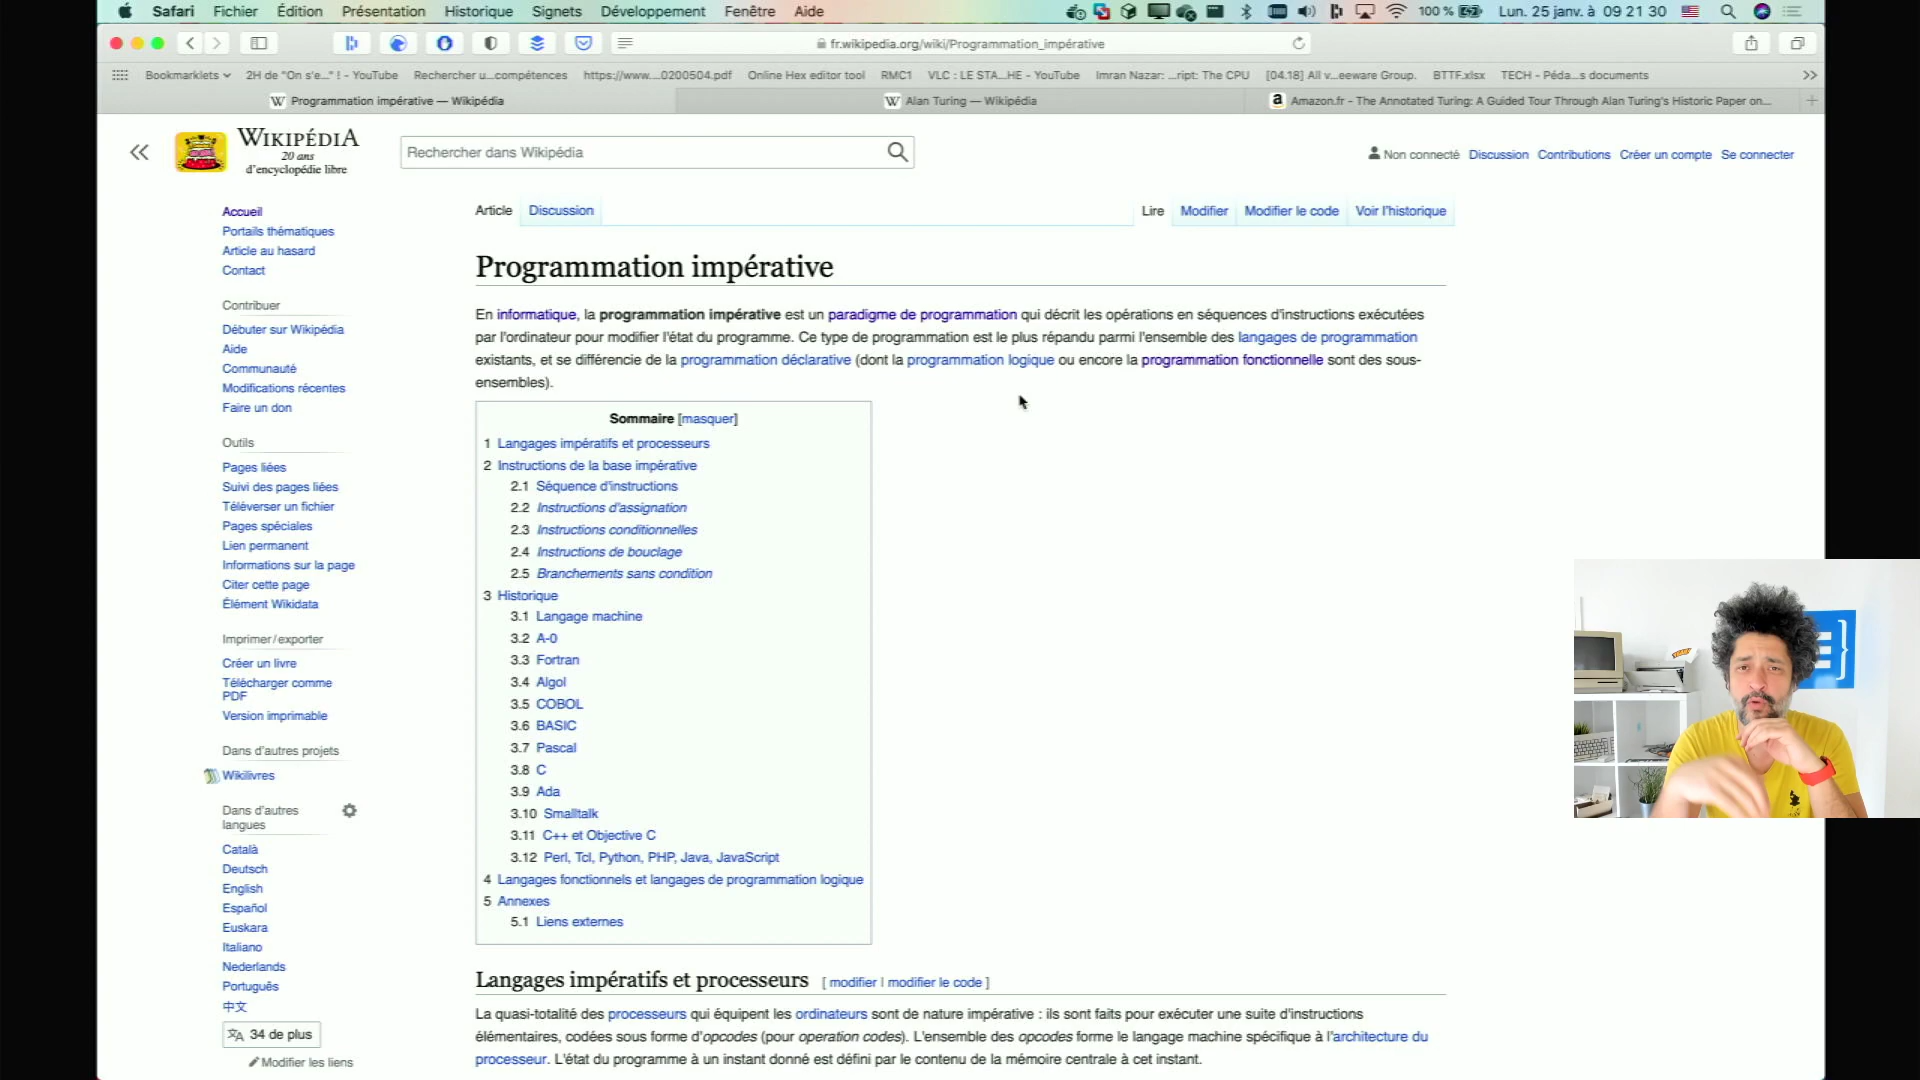 Safari Fichier Édition Présentation Historique Signets Développement Fenêtre Aide 100 % Lun. 25 janv. à 09 21 30
fr.wikipedia.org/wiki/Programmation_impérative
Bookmarklets 2H de "On s'e..." ! - YouTube Rechercher u...compétences https://www....0200504.pdf Online Hex editor tool RMC1 VLC : LE STA...HE - YouTube Imran Nazar: ...ript: The CPU [04.18] All v...eeware Group. BTTF.xlsx TECH - Péda...s documents
Programmation impérative — Wikipédia
Alan Turing — Wikipédia
Amazon.fr - The Annotated Turing: A Guided Tour Through Alan Turing's Historic Paper on...
WIKIPÉDIA
20 ans
d'encyclopédie libre
Rechercher dans Wikipédia
Non connecté Discussion Contributions Créer un compte Se connecter
Accueil
Portails thématiques
Article au hasard
Contact
Contribuer
Débuter sur Wikipédia
Aide
Communauté
Modifications récentes
Faire un don
Outils
Pages liées
Suivi des pages liées
Téléverser un fichier
Pages spéciales
Lien permanent
Informations sur la page
Citer cette page
Élément Wikidata
Imprimer / exporter
Créer un livre
Télécharger comme
PDF
Version imprimable
Dans d'autres projets
Wikilivres
Dans d'autres
langues
Català
Deutsch
English
Español
Euskara
Italiano
Nederlands
Português
中文
34 de plus
Modifier les liens
Article Discussion Lire Modifier Modifier le code Voir l'historique
Programmation impérative
En informatique, la programmation impérative est un paradigme de programmation qui décrit les opérations en séquences d'instructions exécutées
par l'ordinateur pour modifier l'état du programme. Ce type de programmation est le plus répandu parmi l'ensemble des langages de programmation
existants, et se différencie de la programmation déclarative (dont la programmation logique ou encore la programmation fonctionnelle sont des sous-
ensembles).
Sommaire [masquer]
1 Langages impératifs et processeurs
2 Instructions de la base impérative
2.1 Séquence d'instructions
2.2 Instructions d'assignation
2.3 Instructions conditionnelles
2.4 Instructions de bouclage
2.5 Branchements sans condition
3 Historique
3.1 Langage machine
3.2 A-0
3.3 Fortran
3.4 Algol
3.5 COBOL
3.6 BASIC
3.7 Pascal
3.8 C
3.9 Ada
3.10 Smalltalk
3.11 C++ et Objective C
3.12 Perl, Tcl, Python, PHP, Java, JavaScript
4 Langages fonctionnels et langages de programmation logique
5 Annexes
5.1 Liens externes
Langages impératifs et processeurs [ modifier | modifier le code ]
La quasi-totalité des processeurs qui équipent les ordinateurs sont de nature impérative : ils sont faits pour exécuter une suite d'instructions
élémentaires, codées sous forme d'opcodes (pour operation codes). L'ensemble des opcodes forme le langage machine spécifique à l'architecture du
processeur. L'état du programme à un instant donné est défini par le contenu de la mémoire centrale à cet instant.